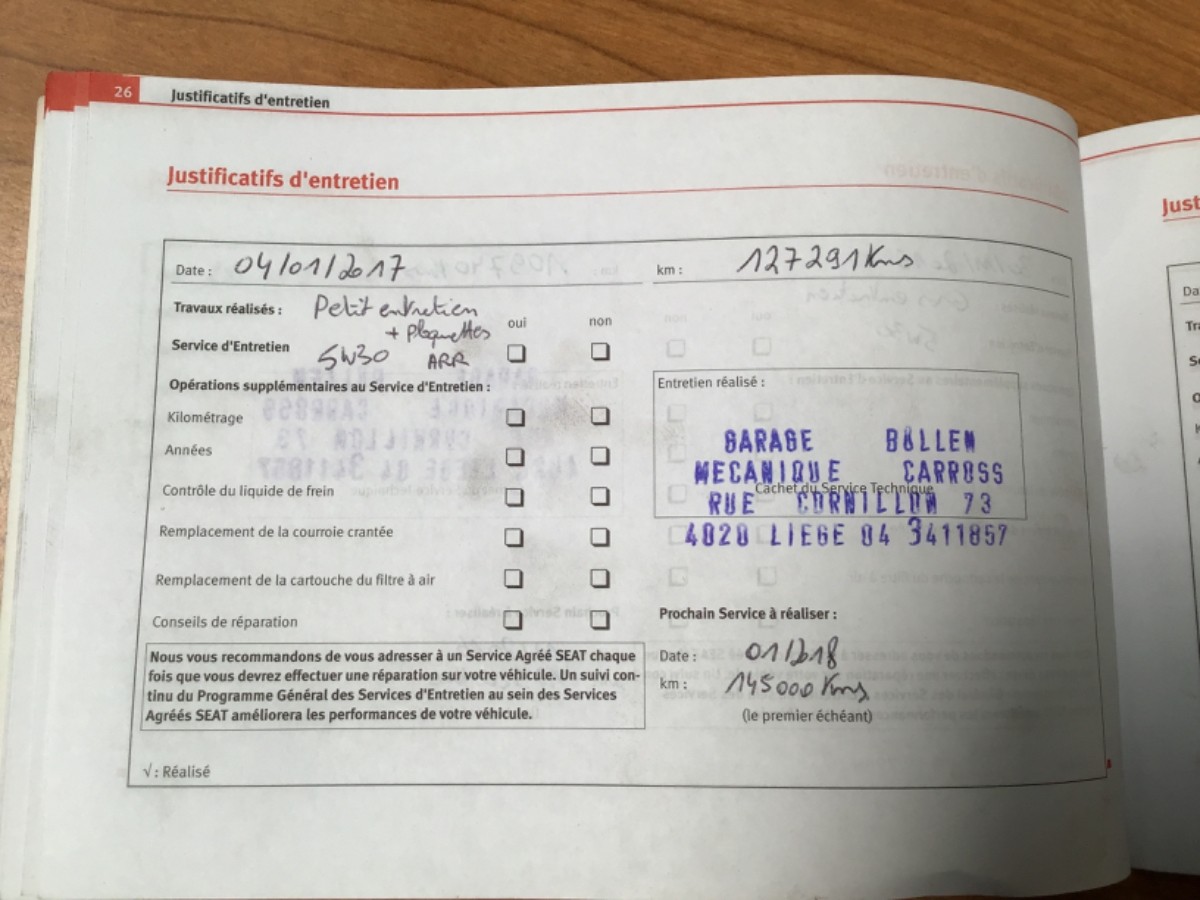 26 Justificatifs d'entretien
Justificatifs d'entretien
Date : 04/01/2017 km : 127291 Kms
Travaux réalisés : Petit entretien
+ Plaquettes oui non
Service d'Entretien 5W30 ARR
Opérations supplémentaires au Service d'Entretien :
Kilométrage
Années
Contrôle du liquide de frein
Remplacement de la courroie crantée
Remplacement de la cartouche du filtre à air
Conseils de réparation
Nous vous recommandons de vous adresser à un Service Agréé SEAT chaque
fois que vous devrez effectuer une réparation sur votre véhicule. Un suivi con-
tinu du Programme Général des Services d'Entretien au sein des Services
Agréés SEAT améliorera les performances de votre véhicule.
√ : Réalisé
Entretien réalisé :
GARAGE BOLLEN
MECANIQUE CARROSS
Cachet du Service Technique
RUE CORNILLON 73
4020 LIEGE 04 3411857
Prochain Service à réaliser :
Date : 01/2018
km : 145000 Kms
(le premier échéant)
Just
Da
Tra